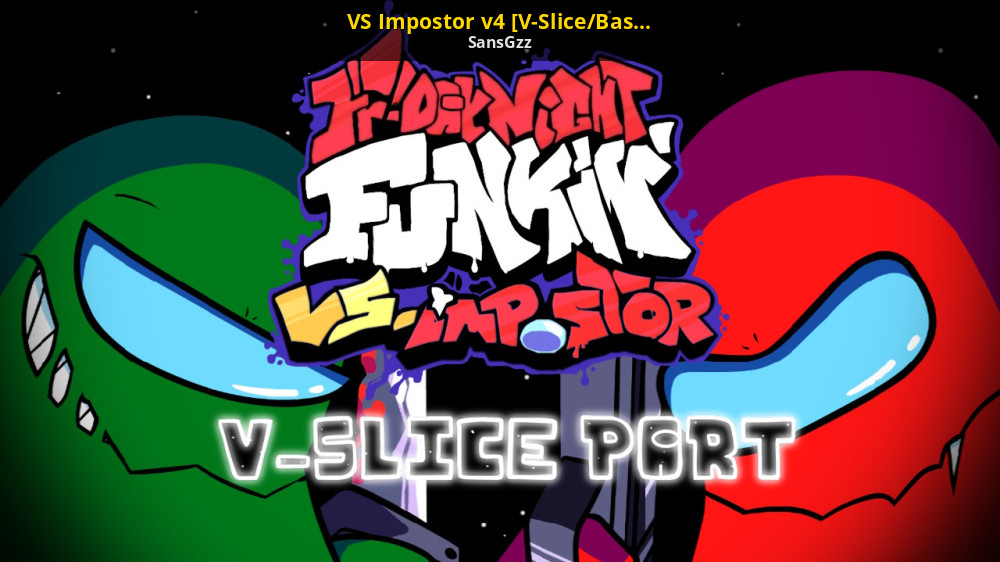 VS Impostor v4 [V-Slice/Bas...
SansGzz
FRiDAY NiGHT
FUNKiN'
VS. iMPOSTOR
V-SLICE PORT